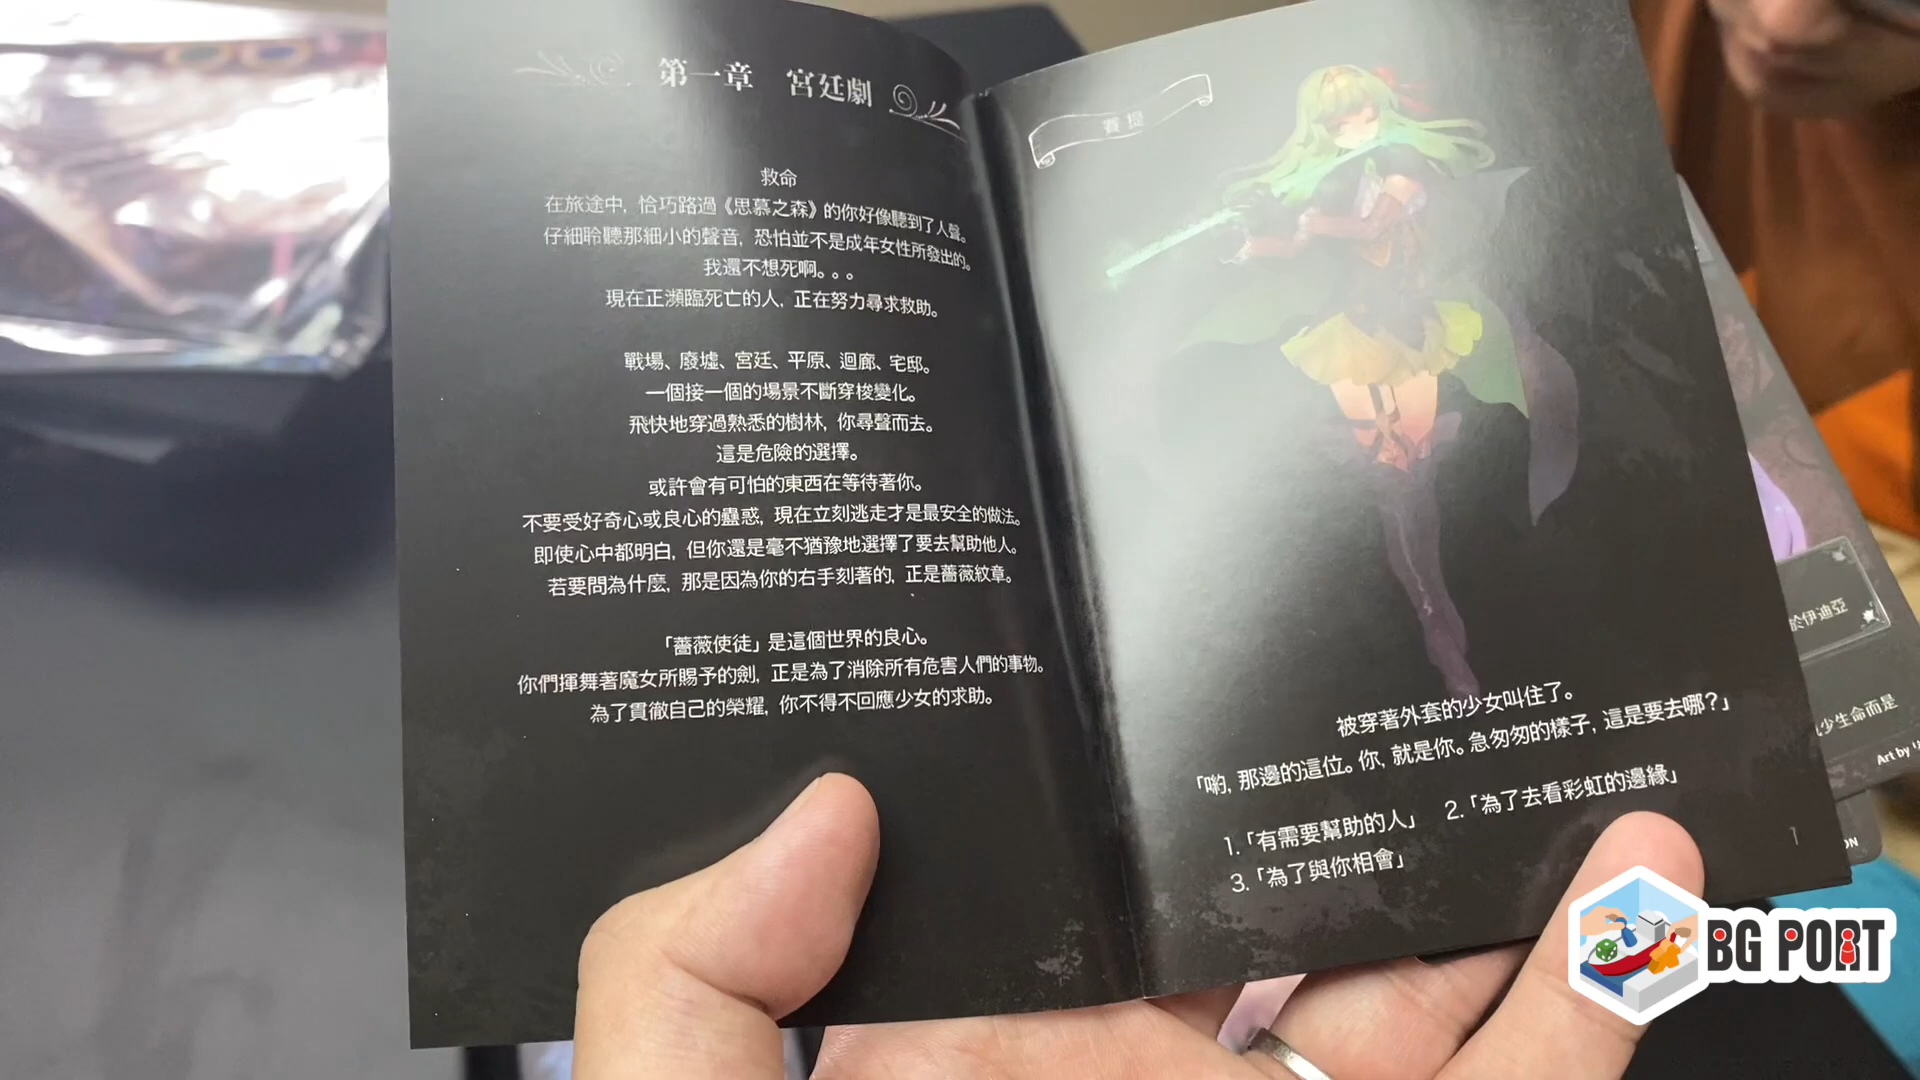 第一章 宮廷劇
救命
在旅途中, 恰巧路過《思慕之森》的你好像聽到了人聲。
仔細聆聽那細小的聲音, 恐怕並不是成年女性所發出的。
我還不想死啊。。。
現在正瀕臨死亡的人, 正在努力尋求救助。
戰場、廢墟、宮廷、平原、迴廊、宅邸。
一個接一個的場景不斷穿梭變化。
飛快地穿過熟悉的樹林, 你尋聲而去。
這是危險的選擇。
或許會有可怕的東西在等待著你。
不要受好奇心或良心的蠱惑, 現在立刻逃走才是最安全的做法。
即使心中都明白, 但你還是毫不猶豫地選擇了要去幫助他人。
若要問為什麼, 那是因為你的右手刻著的, 正是薔薇紋章。
「薔薇使徒」是這個世界的良心。
你們揮舞著魔女所賜予的劍, 正是為了消除所有危害人們的事物。
為了貫徹自己的榮耀, 你不得不回應少女的求助。
賽提
被穿著外套的少女叫住了。
「喲, 那邊的這位。你, 就是你。急匆匆的樣子, 這是要去哪？」
1.「有需要幫助的人」 2.「為了去看彩虹的邊緣」
3.「為了與你相會」
1
於伊迪亞
少生命而是
Art by
ON
BG PORT